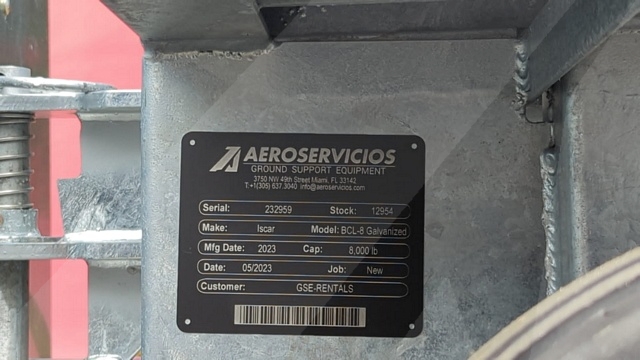 AEROSERVICIOS
GROUND SUPPORT EQUIPMENT
3750 NW 49th Street Miami, FL 33142
T:+1(305) 637.3040 info@aeroservicios.com
Serial: 232959 Stock: 12954
Make: Iscar Model: BCL-8 Galvanized
Mfg Date: 2023 Cap: 8,000 lb
Date: 05/2023 Job: New
Customer: GSE-RENTALS